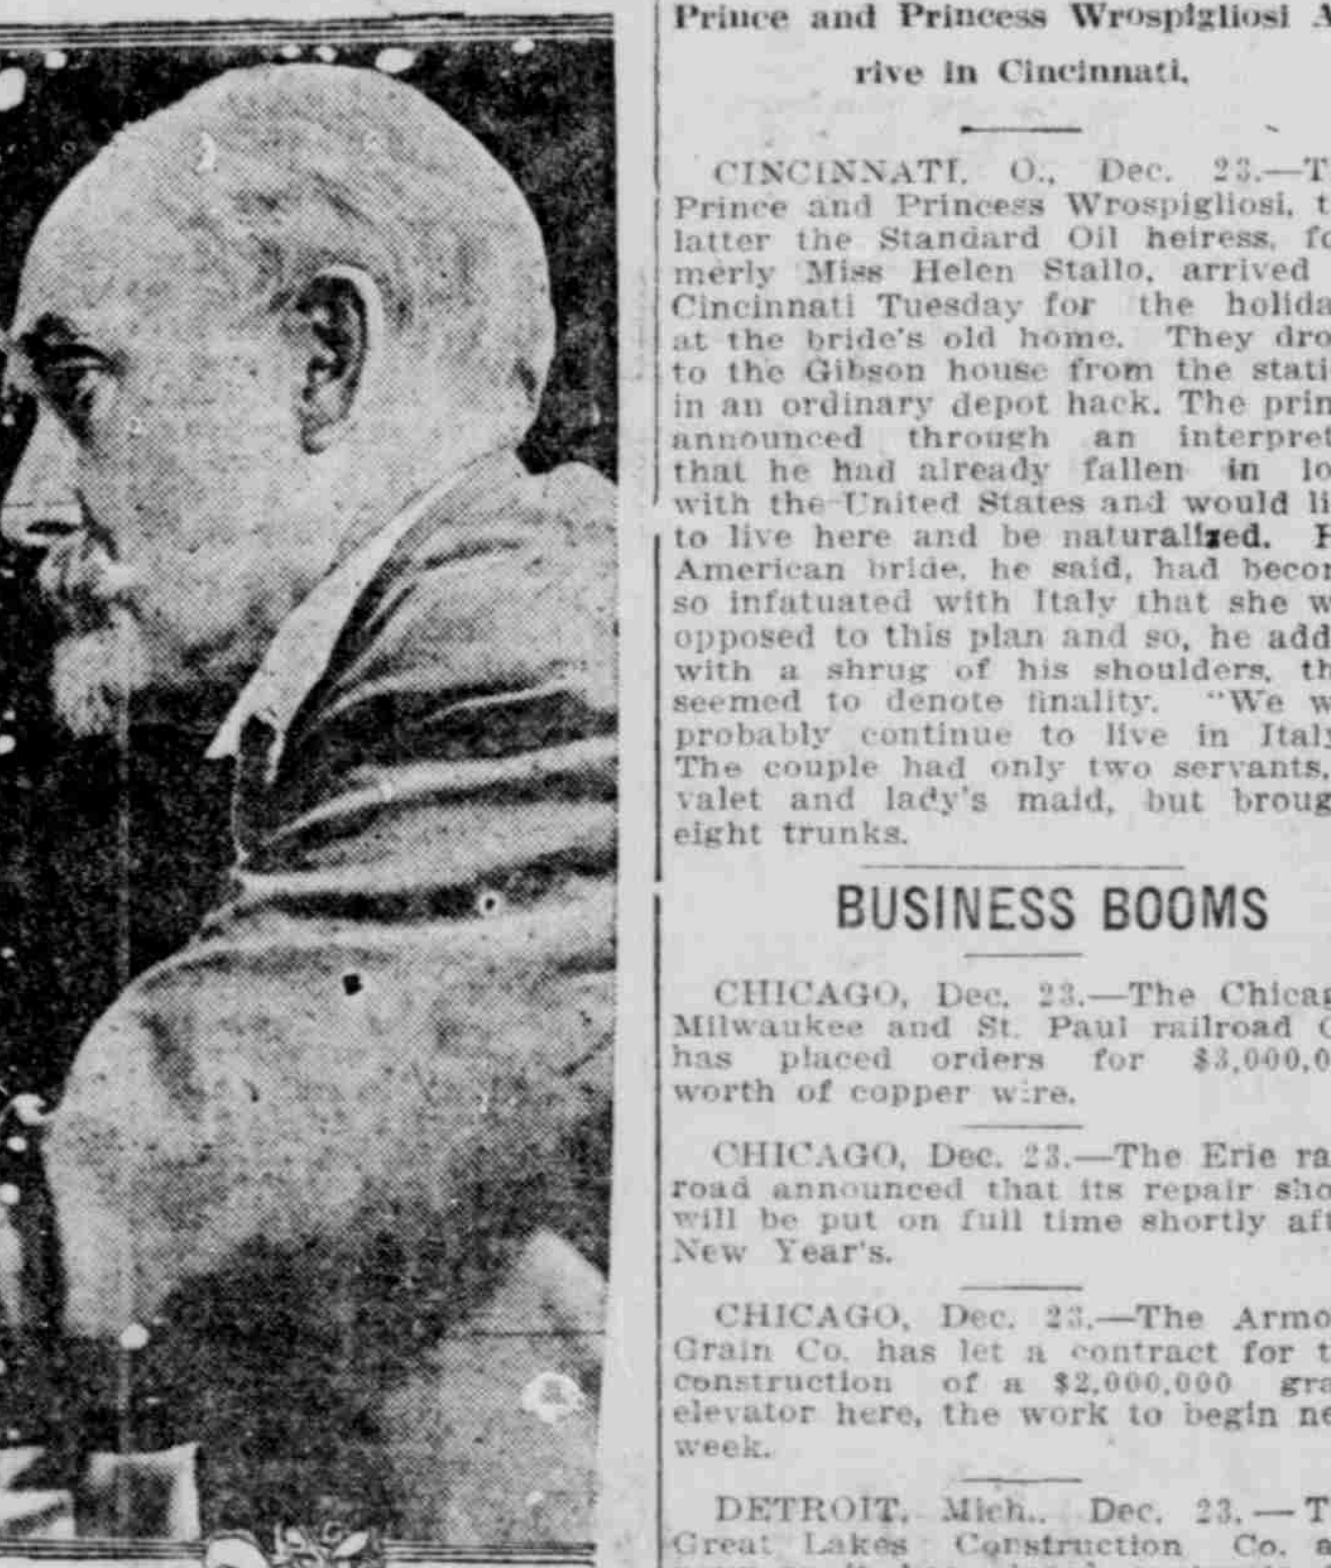 Prince and Princess Wrospigliosi A
rive in Cincinnati.
CINCINNATI, O., Dec. 23.—T
Prince and Princess Wrospigliosi, t
latter the Standard Oil heiress, fo
merly Miss Helen Stallo, arrived
Cincinnati Tuesday for the holida
at the bride's old home. They dro
to the Gibson house from the stati
in an ordinary depot hack. The prin
announced through an interpret
that he had already fallen in lo
with the United States and would li
to live here and be naturalized. H
American bride, he said, had becom
so infatuated with Italy that she w
opposed to this plan and so, he add
with a shrug of his shoulders, th
seemed to denote finality. "We w
probably continue to live in Italy
The couple had only two servants,
valet and lady's maid, but broug
eight trunks.
BUSINESS BOOMS
CHICAGO, Dec. 23.—The Chicag
Milwaukee and St. Paul railroad C
has placed orders for $3,000,0
worth of copper wire.
CHICAGO, Dec. 23.—The Erie ra
road announced that its repair sho
will be put on full time shortly aft
New Year's.
CHICAGO, Dec. 23.—The Armo
Grain Co. has let a contract for t
construction of a $2,000,000 gra
elevator here, the work to begin ne
week.
DETROIT, Mich., Dec. 23.—T
Great Lakes Construction Co. a